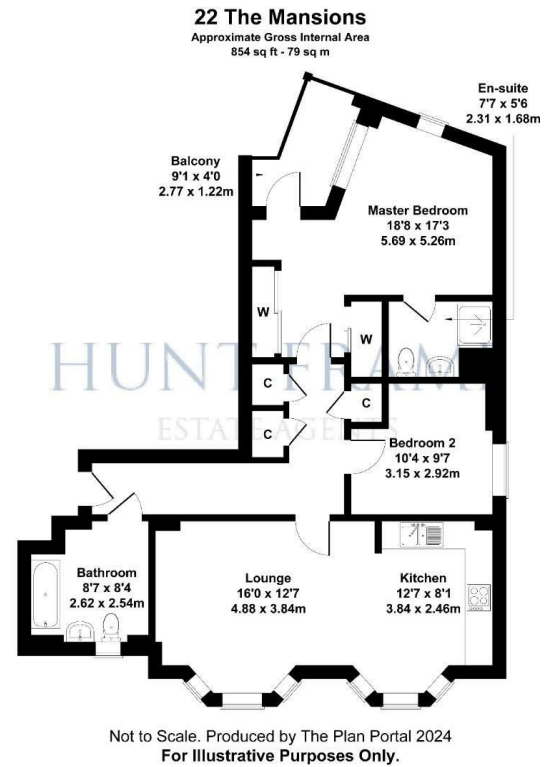 22 The Mansions
Approximate Gross Internal Area
854 sq ft - 79 sq m
En-suite
7'7 x 5'6
2.31 x 1.68m
Balcony
9'1 x 4'0
2.77 x 1.22m
Master Bedroom
18'8 x 17'3
5.69 x 5.26m
W
W
HUNT FRAME
ESTATE AGENTS
C
C
C
Bedroom 2
10'4 x 9'7
3.15 x 2.92m
Bathroom
8'7 x 8'4
2.62 x 2.54m
Lounge
16'0 x 12'7
4.88 x 3.84m
Kitchen
12'7 x 8'1
3.84 x 2.46m
Not to Scale. Produced by The Plan Portal 2024
For Illustrative Purposes Only.